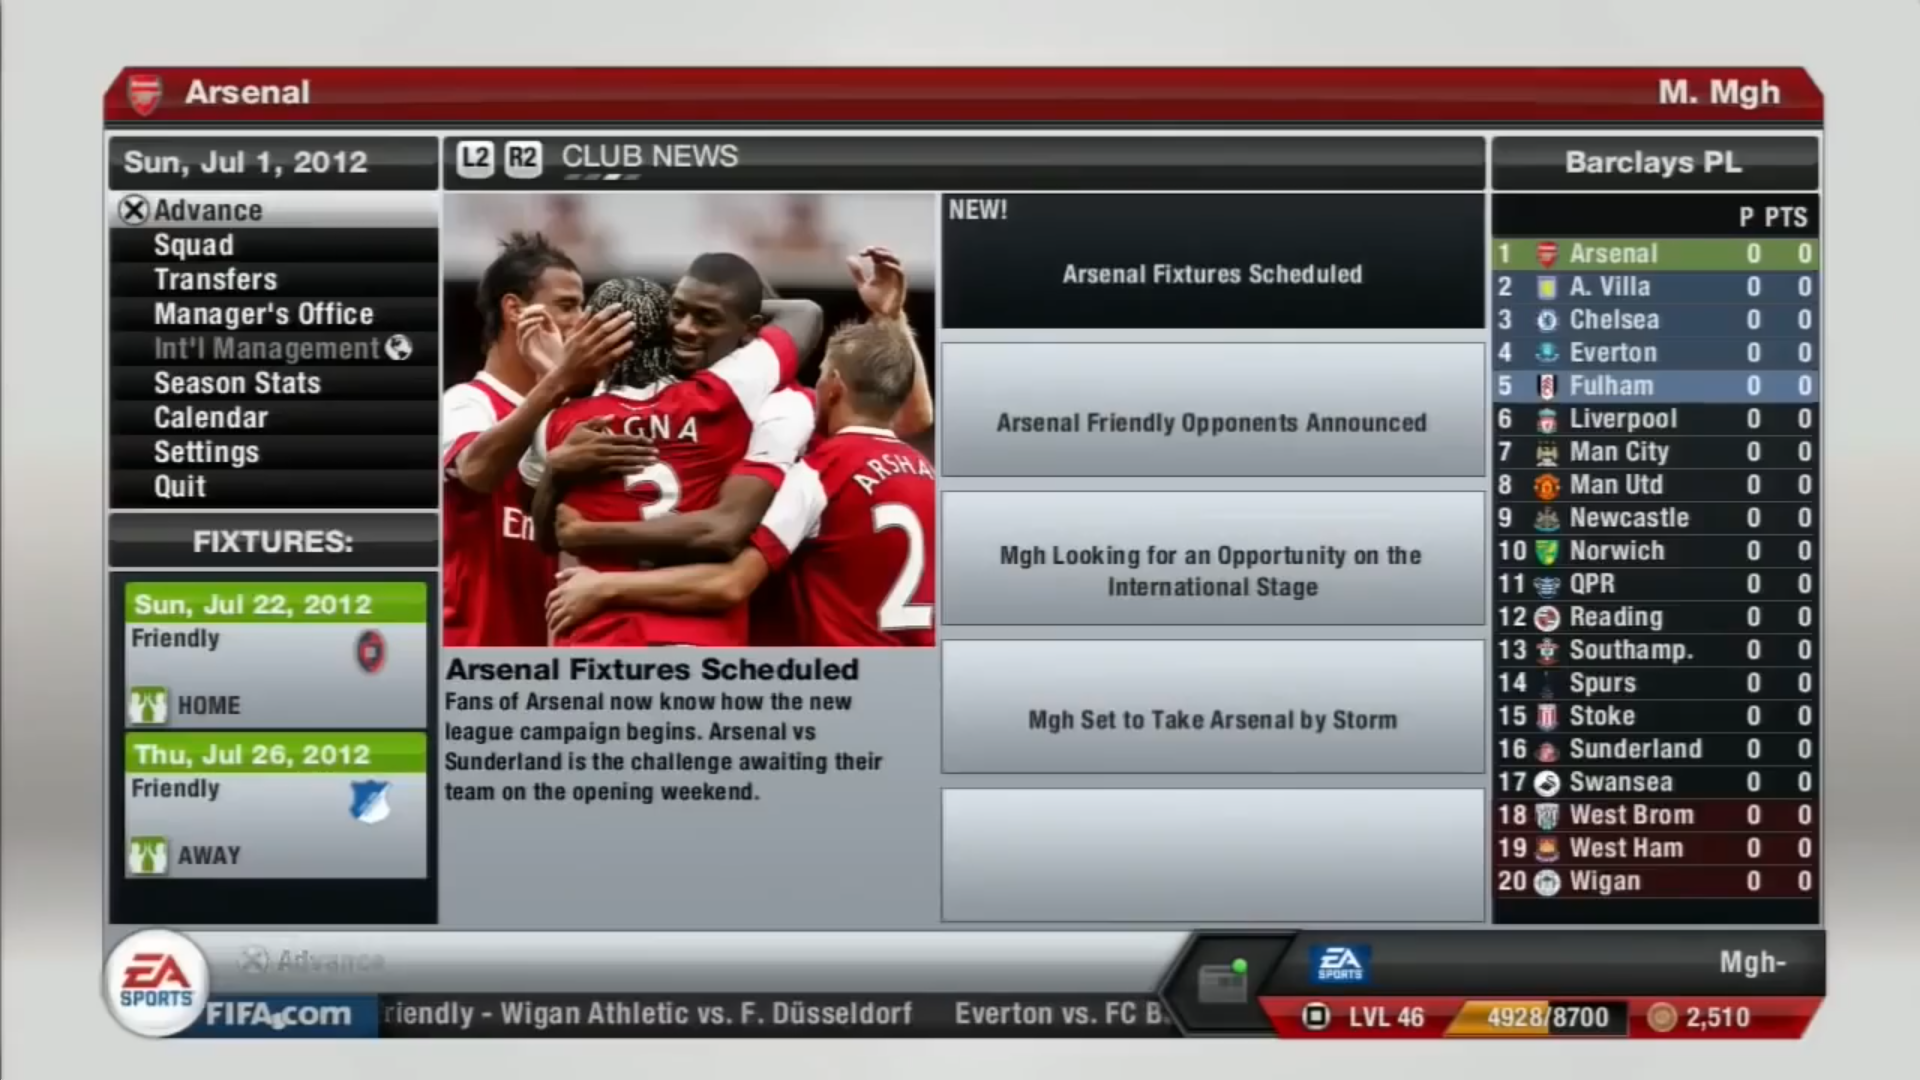 Arsenal
M. Mgh
Sun, Jul 1, 2012
Advance
Squad
Transfers
Manager's Office
Int'l Management
Season Stats
Calendar
Settings
Quit
FIXTURES:
Sun, Jul 22, 2012
Friendly
HOME
Thu, Jul 26, 2012
Friendly
AWAY
L2 R2 CLUB NEWS
AGNA
3
En
ARSHA
2
Arsenal Fixtures Scheduled
Fans of Arsenal now know how the new
league campaign begins. Arsenal vs
Sunderland is the challenge awaiting their
team on the opening weekend.
NEW!
Arsenal Fixtures Scheduled
Arsenal Friendly Opponents Announced
Mgh Looking for an Opportunity on the
International Stage
Mgh Set to Take Arsenal by Storm
Barclays PL
P PTS
1 Arsenal 0 0
2 A. Villa 0 0
3 Chelsea 0 0
4 Everton 0 0
5 Fulham 0 0
6 Liverpool 0 0
7 Man City 0 0
8 Man Utd 0 0
9 Newcastle 0 0
10 Norwich 0 0
11 QPR 0 0
12 Reading 0 0
13 Southamp. 0 0
14 Spurs 0 0
15 Stoke 0 0
16 Sunderland 0 0
17 Swansea 0 0
18 West Brom 0 0
19 West Ham 0 0
20 Wigan 0 0
EA
SPORTS
Advance
FIFA.com
riendly - Wigan Athletic vs. F. Düsseldorf Everton vs. FC B
EA
SPORTS
Mgh-
LVL 46 4928/8700 2,510